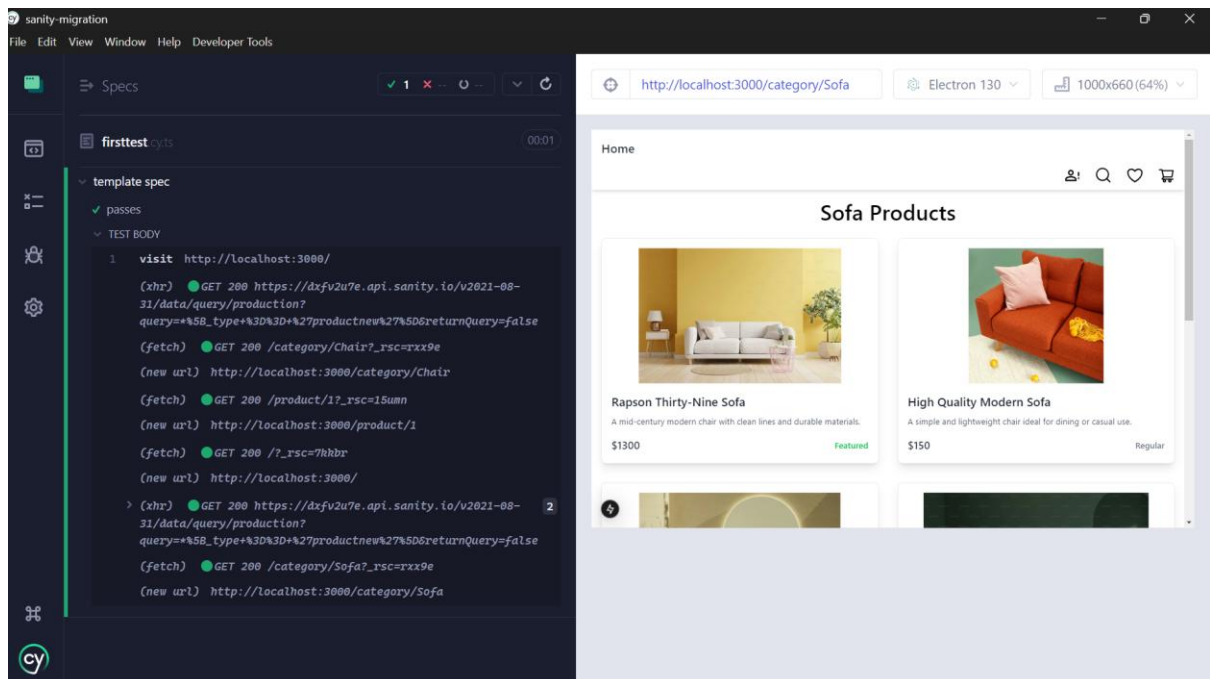 sanity-migration
File Edit View Window Help Developer Tools
Specs
1 -- --
firsttest.cy.ts 00:01
template spec
passes
TEST BODY
1 visit http://localhost:3000/
(xhr) GET 200 https://dxfv2u7e.api.sanity.io/v2021-08-
31/data/query/production?
query=*%5B_type+%3D%3D+%27productnew%27%5D&returnQuery=false
(fetch) GET 200 /category/Chair?_rsc=rxx9e
(new url) http://localhost:3000/category/Chair
(fetch) GET 200 /product/1?_rsc=15umn
(new url) http://localhost:3000/product/1
(fetch) GET 200 /?_rsc=7hkbr
(new url) http://localhost:3000/
(xhr) GET 200 https://dxfv2u7e.api.sanity.io/v2021-08- 2
31/data/query/production?
query=*%5B_type+%3D%3D+%27productnew%27%5D&returnQuery=false
(fetch) GET 200 /category/Sofa?_rsc=rxx9e
(new url) http://localhost:3000/category/Sofa
cy
http://localhost:3000/category/Sofa
Electron 130
1000x660 (64%)
Home
Sofa Products
Rapson Thirty-Nine Sofa
A mid-century modern chair with clean lines and durable materials.
$1300 Featured
High Quality Modern Sofa
A simple and lightweight chair ideal for dining or casual use.
$150 Regular